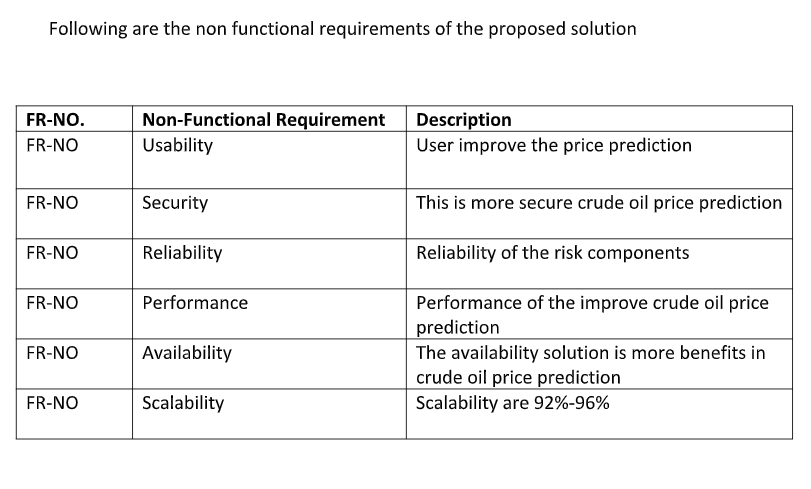 Following are the non functional requirements of the proposed solution
FR-NO. Non-Functional Requirement Description
FR-NO Usability User improve the price prediction
FR-NO Security This is more secure crude oil price prediction
FR-NO Reliability Reliability of the risk components
FR-NO Performance Performance of the improve crude oil price
prediction
FR-NO Availability The availability solution is more benefits in
crude oil price prediction
FR-NO Scalability Scalability are 92%-96%